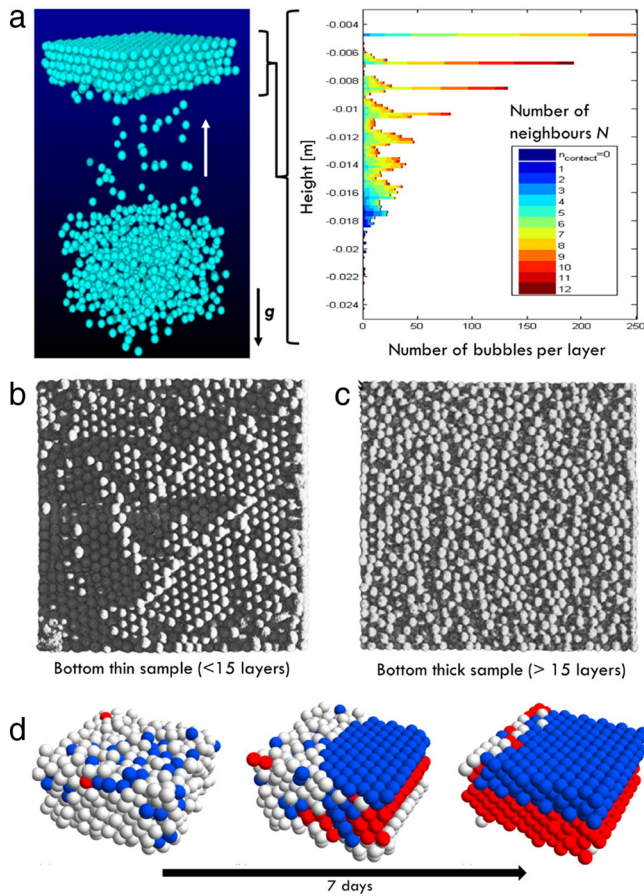 a
g
Height [m]
-0.004
-0.006
-0.008
-0.01
-0.012
-0.014
-0.016
-0.018
-0.02
-0.022
-0.024
0
50
100
150
200
250
Number of bubbles per layer
Number of
neighbours N
n_contact=0
1
2
3
4
5
6
7
8
9
10
11
12
b
c
Bottom thin sample (<15 layers)
Bottom thick sample (> 15 layers)
d
7 days